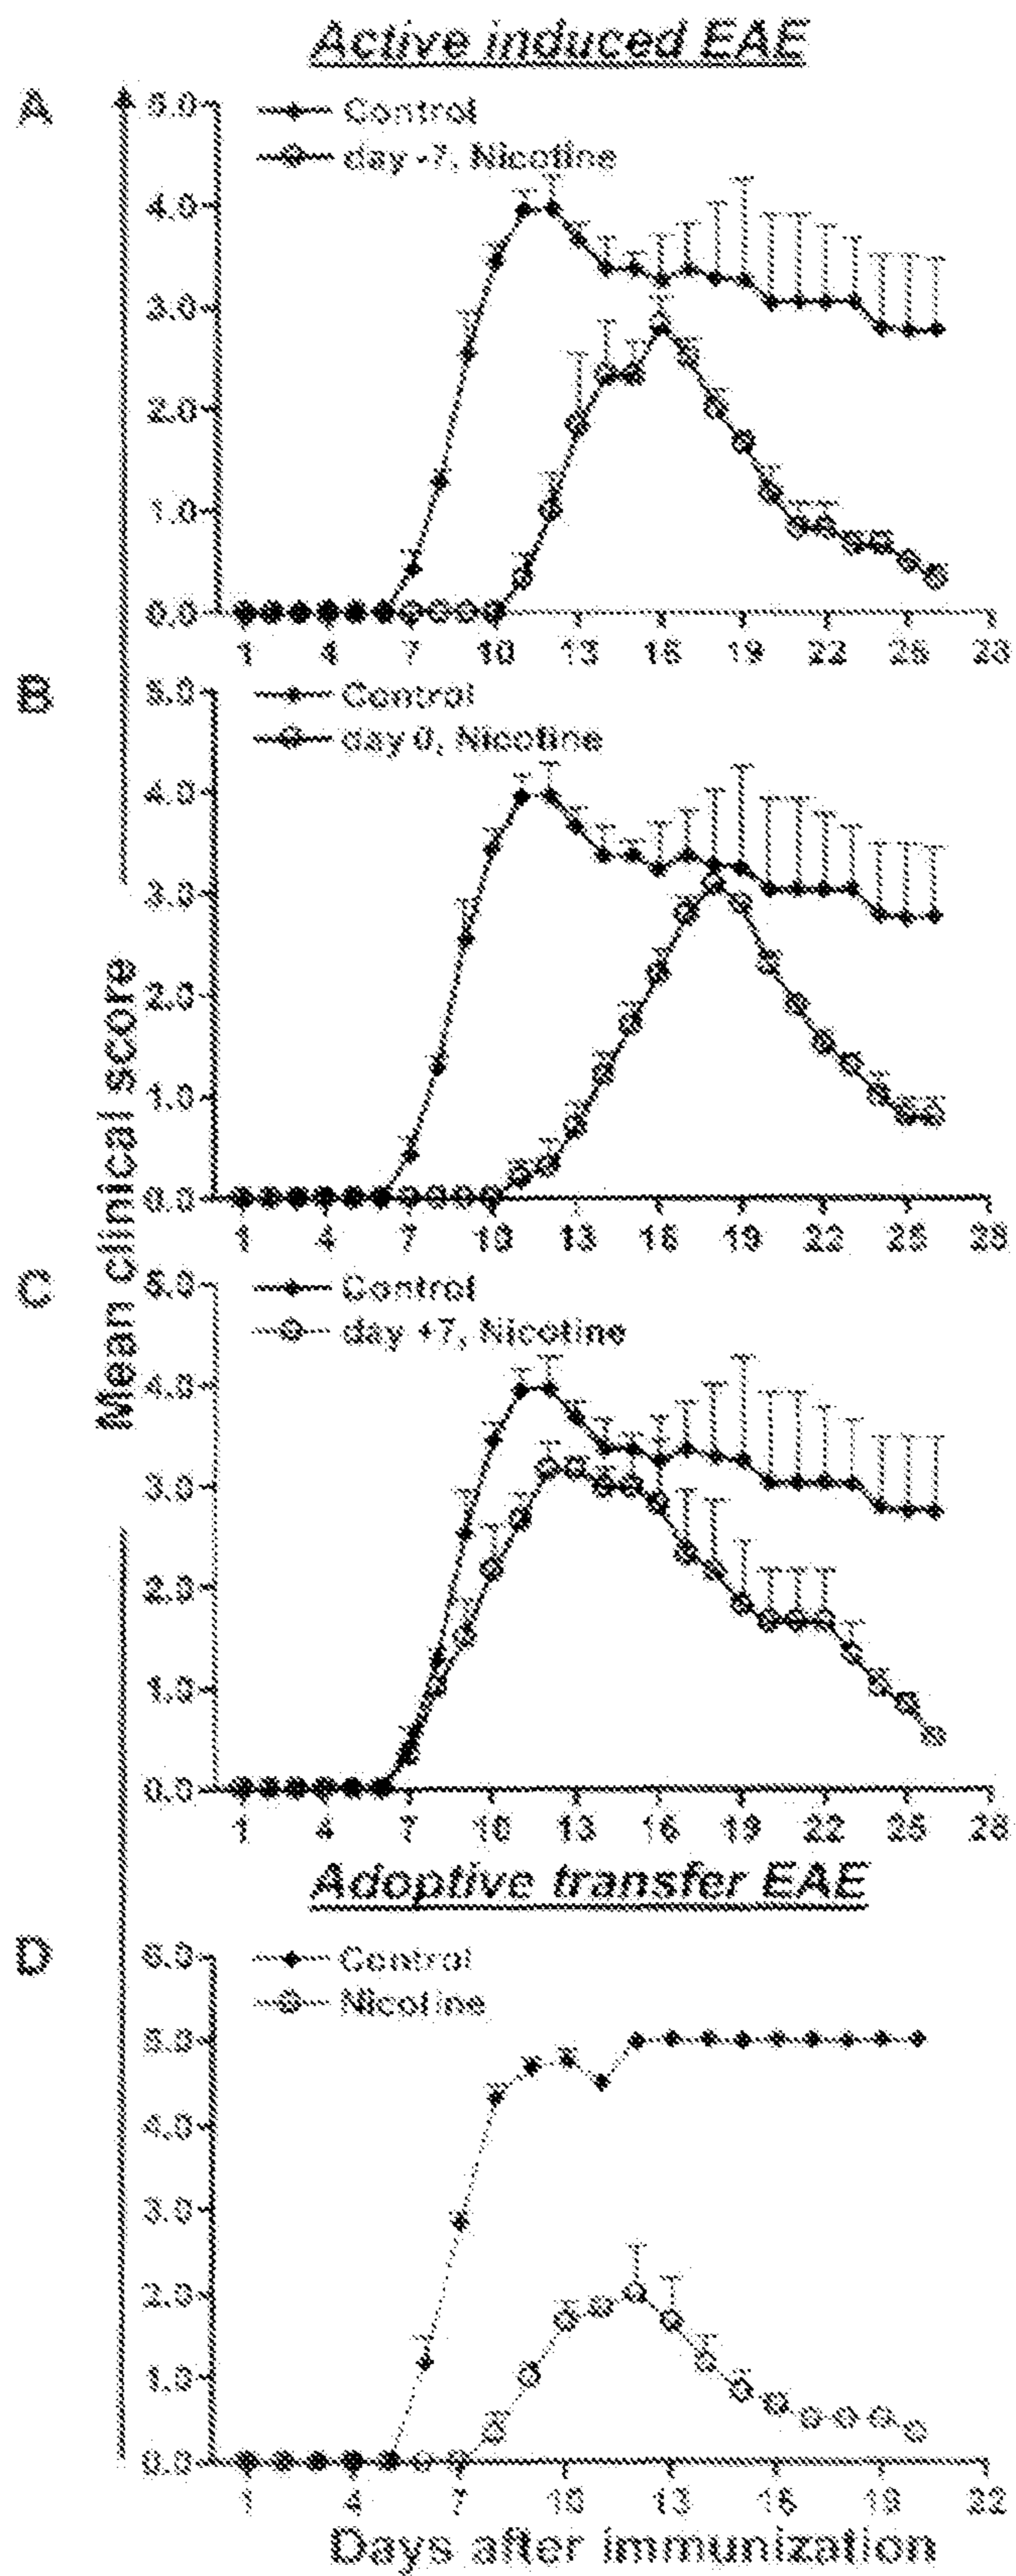 Active induced EAE
A
5.0
Control
day -7, Nicotine
4.0
3.0
2.0
1.0
0.0
1 4 7 10 13 16 19 22 25 28
B
5.0
Control
day 0, Nicotine
4.0
3.0
2.0
1.0
0.0
1 4 7 10 13 16 19 22 25 28
Mean clinical score
C
5.0
Control
day +7, Nicotine
4.0
3.0
2.0
1.0
0.0
1 4 7 10 13 16 19 22 25 28
Adoptive transfer EAE
D
6.0
Control
Nicotine
5.0
4.0
3.0
2.0
1.0
0.0
1 4 7 10 13 16 19 22
Days after immunization